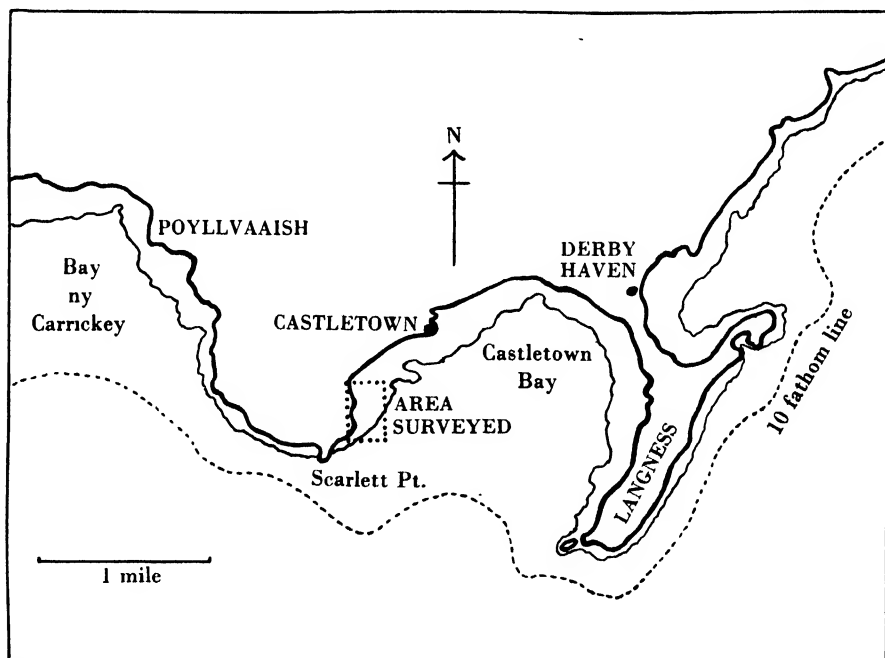 N
POYLLVAAISH
DERBY
HAVEN
Bay
ny
Carrickey
CASTLETOWN
Castletown
Bay
AREA
SURVEYED
10 fathom line
LANGNESS
Scarlett Pt.
1 mile